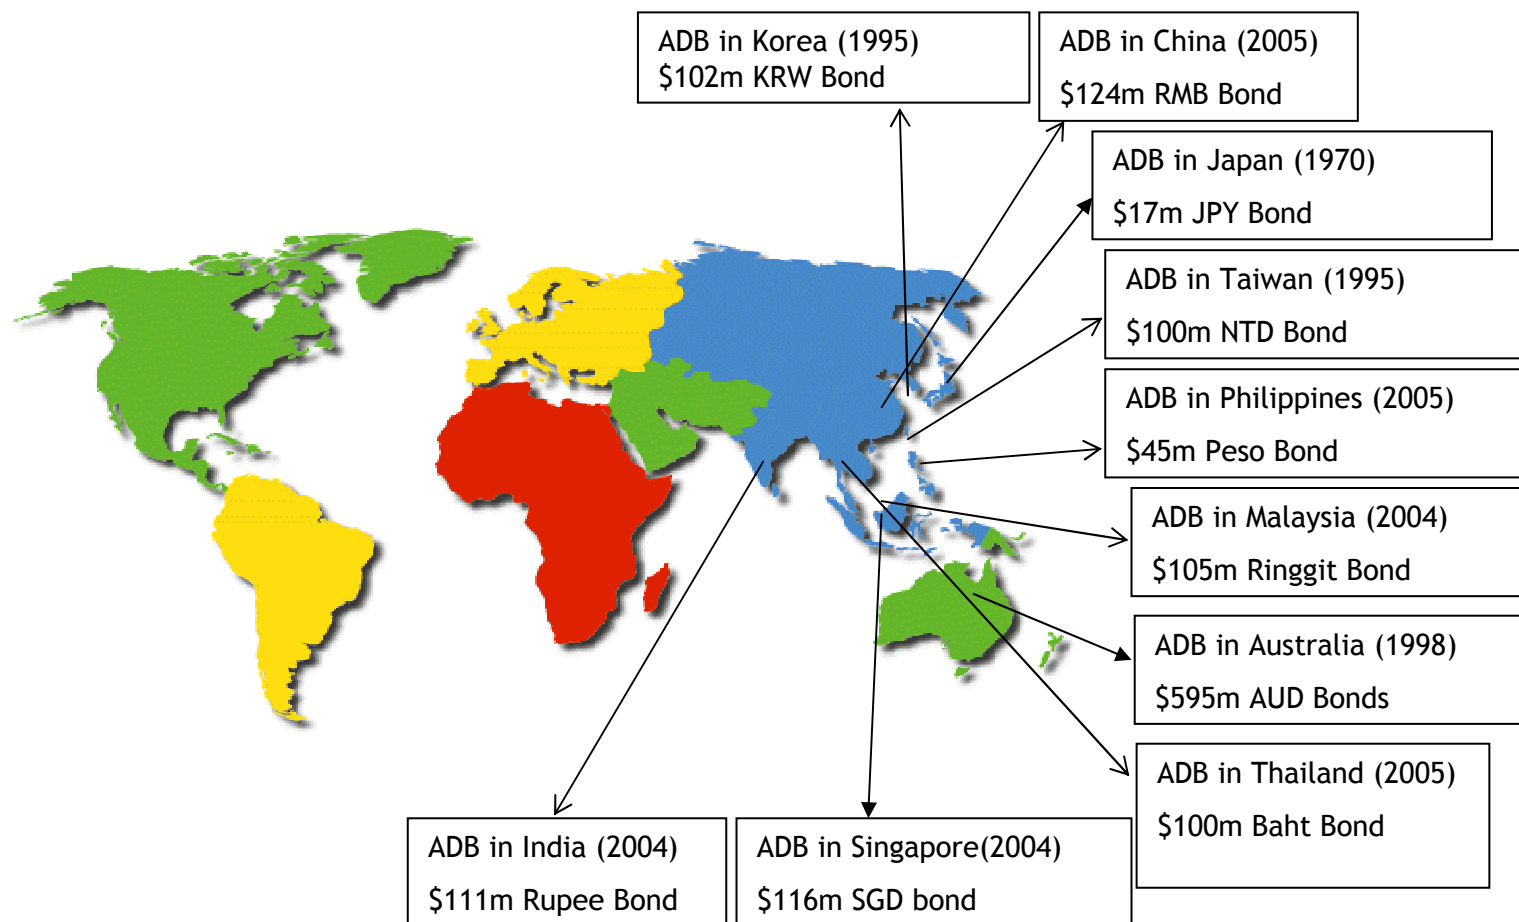 ADB in Korea (1995)
$102m KRW Bond
ADB in China (2005)
$124m RMB Bond
ADB in Japan (1970)
$17m JPY Bond
ADB in Taiwan (1995)
$100m NTD Bond
ADB in Philippines (2005)
$45m Peso Bond
ADB in Malaysia (2004)
$105m Ringgit Bond
ADB in Australia (1998)
$595m AUD Bonds
ADB in Thailand (2005)
$100m Baht Bond
ADB in India (2004)
$111m Rupee Bond
ADB in Singapore(2004)
$116m SGD bond